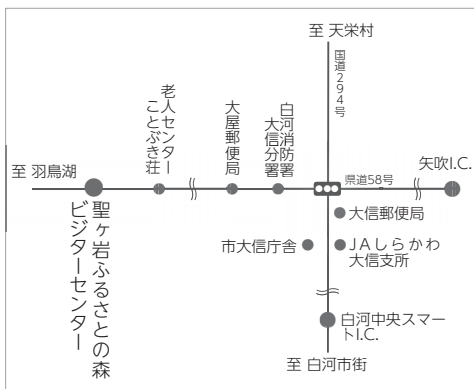 至 天栄村
国道294号
老人センター
ことぶき荘
大屋郵便局
白河消防署
大信分署
矢吹I.C.
至 羽鳥湖
県道58号
聖ヶ岩ふるさとの森
ビジターセンター
大信郵便局
市大信庁舎
JAしらかわ
大信支所
白河中央スマー
トI.C.
至 白河市街